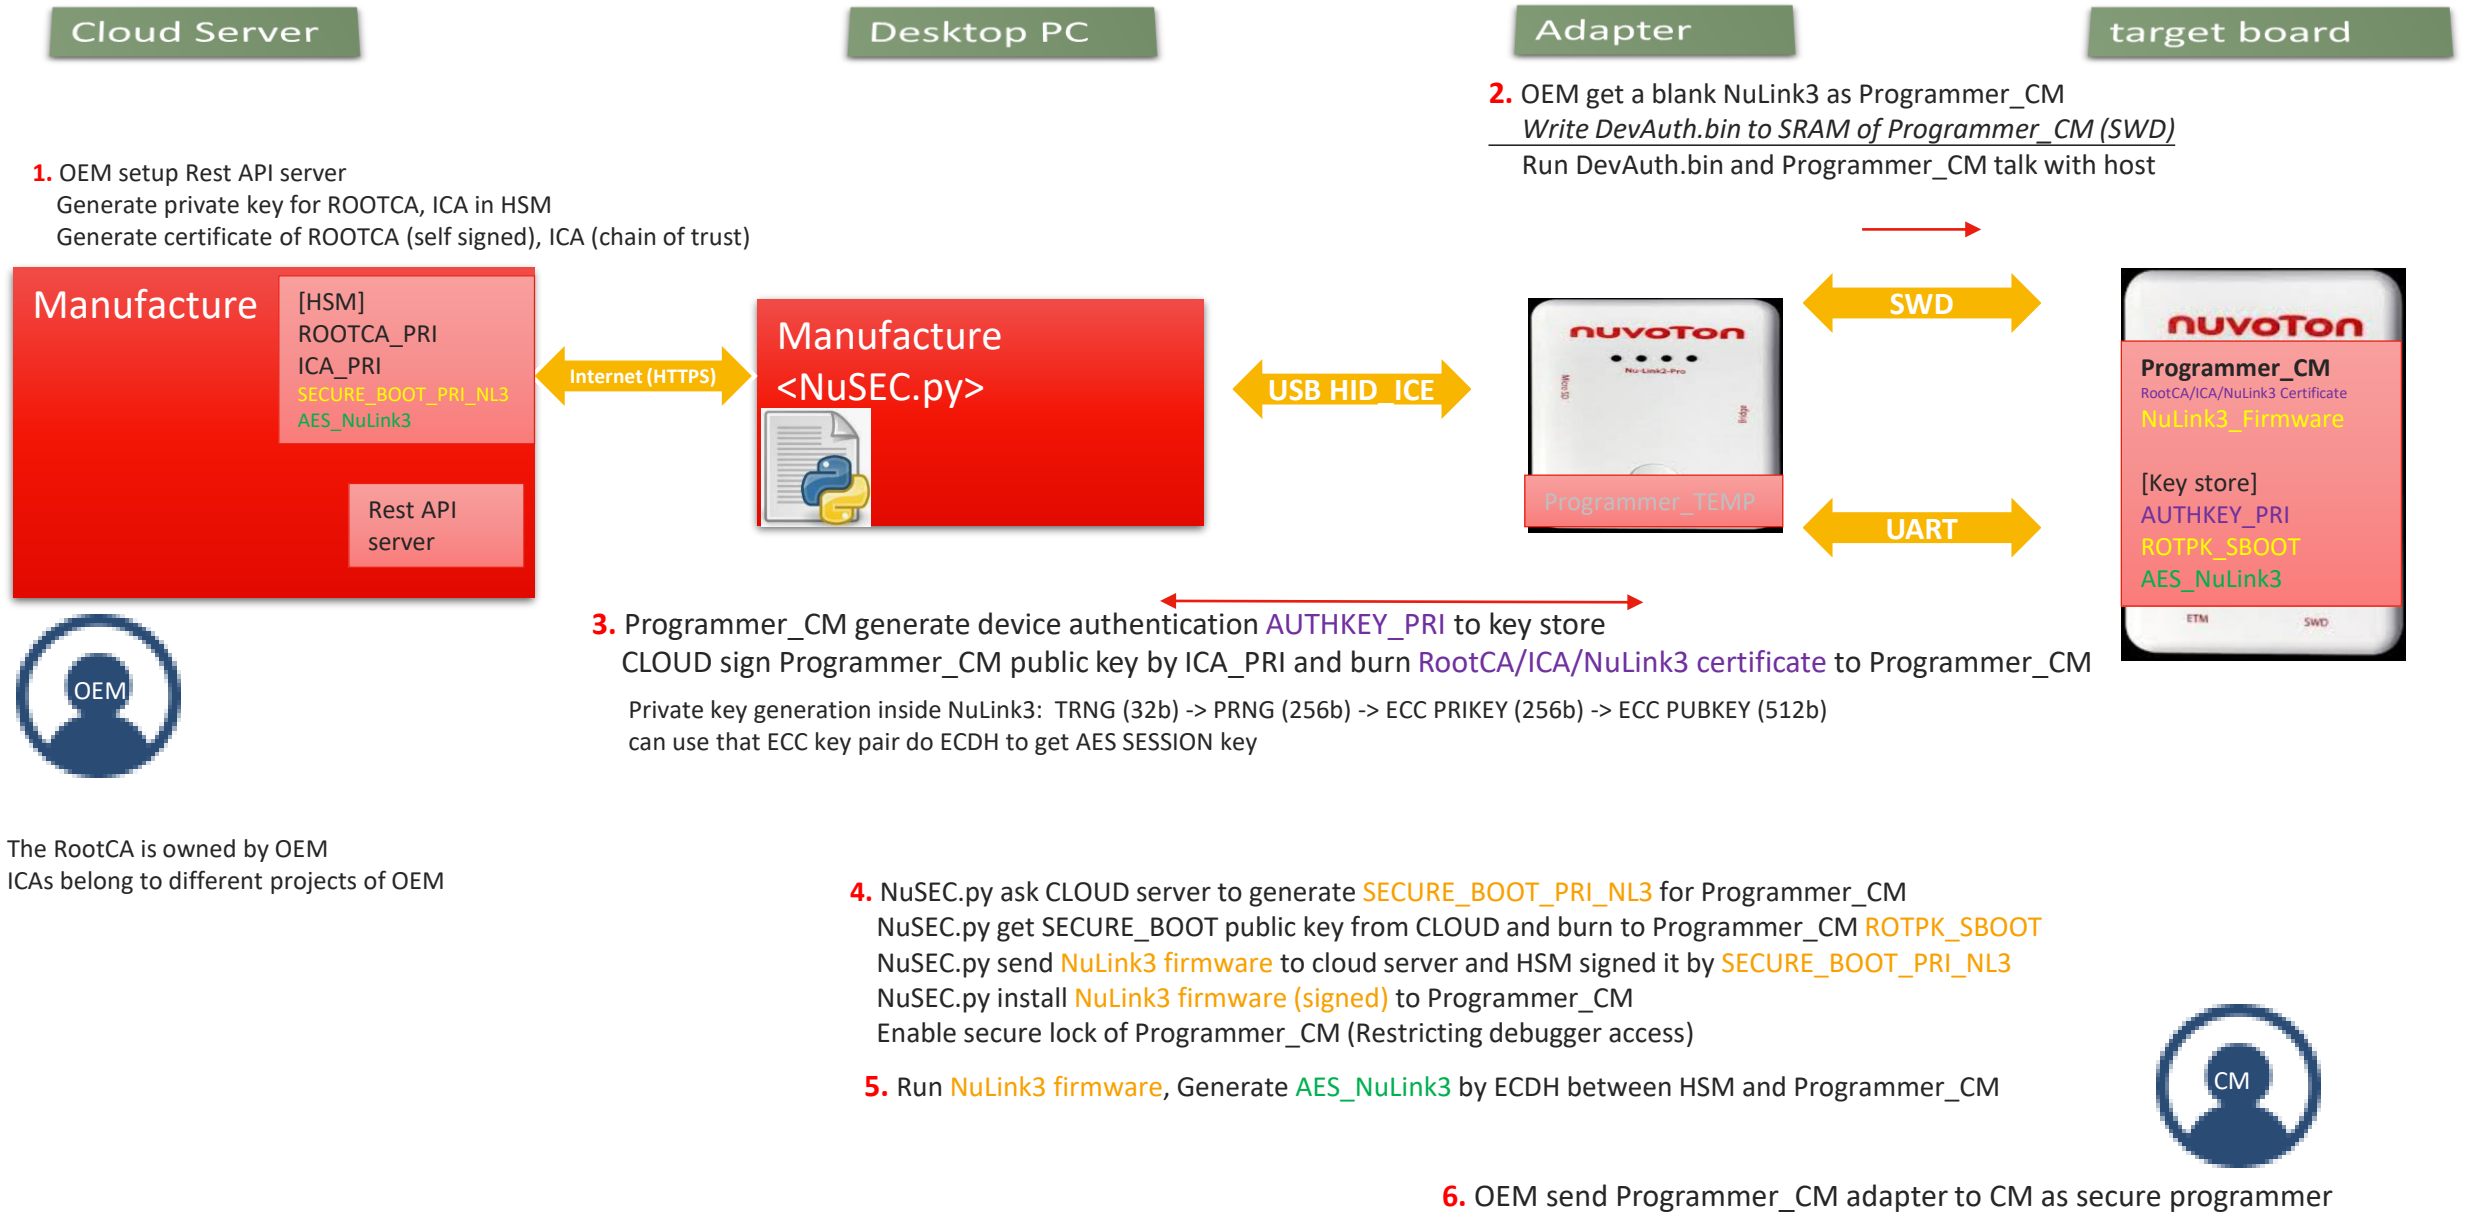 Cloud Server
Desktop PC
Adapter
target board
2. OEM get a blank NuLink3 as Programmer_CM
Write DevAuth.bin to SRAM of Programmer_CM (SWD)
Run DevAuth.bin and Programmer_CM talk with host
1. OEM setup Rest API server
Generate private key for ROOTCA, ICA in HSM
Generate certificate of ROOTCA (self signed), ICA (chain of trust)
Manufacture
[HSM]
ROOTCA_PRI
ICA_PRI
SECURE_BOOT_PRI_NL3
AES_NuLink3
Rest API
server
Internet (HTTPS)
Manufacture
<NuSEC.py>
USB HID_ICE
nuvoTon
Nu-Link2-Pro
Micro SD
Bridge
Programmer_TEMP
SWD
UART
nuvoTon
Programmer_CM
RootCA/ICA/NuLink3 Certificate
NuLink3_Firmware
[Key store]
AUTHKEY_PRI
ROTPK_SBOOT
AES_NuLink3
ETM
SWD
OEM
3. Programmer_CM generate device authentication AUTHKEY_PRI to key store
CLOUD sign Programmer_CM public key by ICA_PRI and burn RootCA/ICA/NuLink3 certificate to Programmer_CM
Private key generation inside NuLink3:  TRNG (32b) -> PRNG (256b) -> ECC PRIKEY (256b) -> ECC PUBKEY (512b)
can use that ECC key pair do ECDH to get AES SESSION key
The RootCA is owned by OEM
ICAs belong to different projects of OEM
4. NuSEC.py ask CLOUD server to generate SECURE_BOOT_PRI_NL3 for Programmer_CM
NuSEC.py get SECURE_BOOT public key from CLOUD and burn to Programmer_CM ROTPK_SBOOT
NuSEC.py send NuLink3 firmware to cloud server and HSM signed it by SECURE_BOOT_PRI_NL3
NuSEC.py install NuLink3 firmware (signed) to Programmer_CM
Enable secure lock of Programmer_CM (Restricting debugger access)
5. Run NuLink3 firmware, Generate AES_NuLink3 by ECDH between HSM and Programmer_CM
CM
6. OEM send Programmer_CM adapter to CM as secure programmer